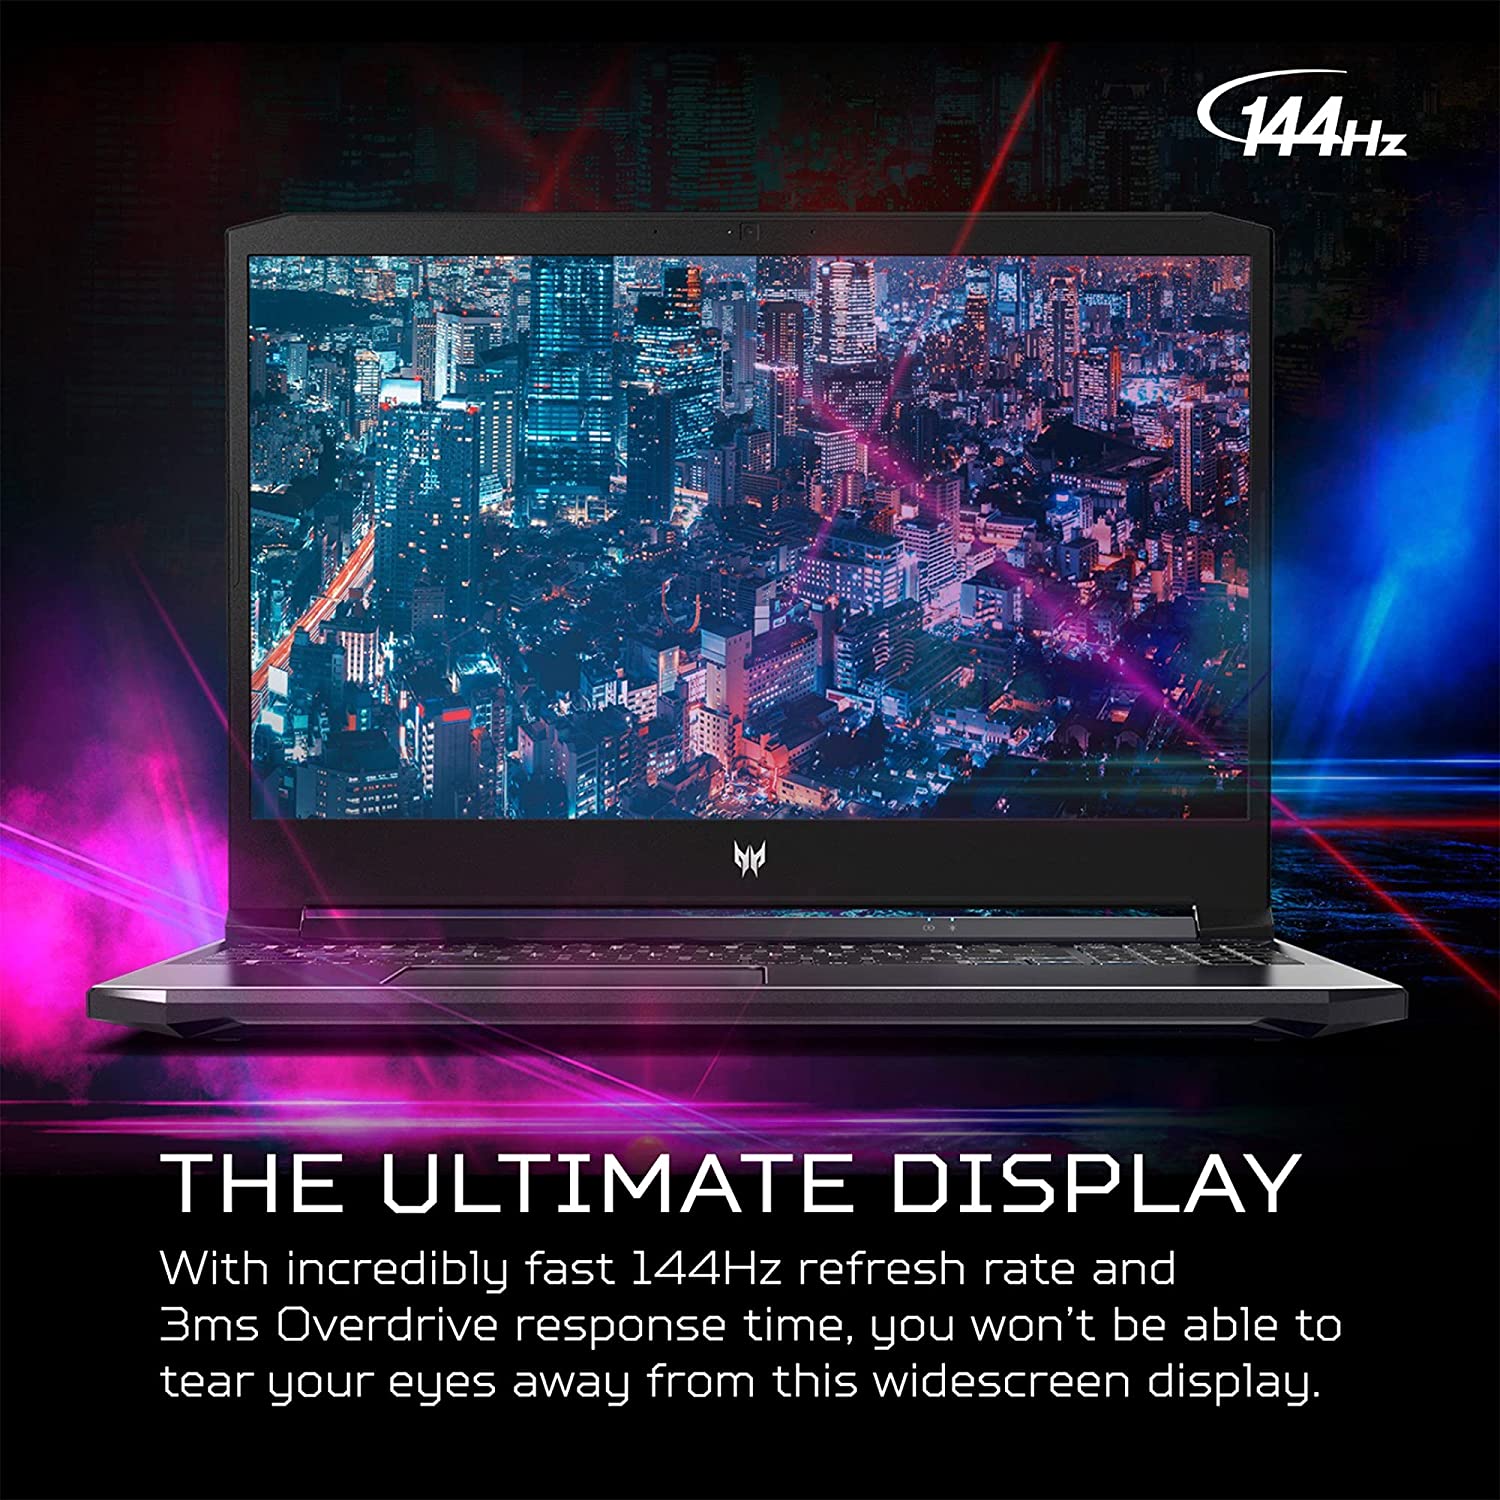 144Hz
THE ULTIMATE DISPLAY
With incredibly fast 144Hz refresh rate and
3ms Overdrive response time, you won't be able to
tear your eyes away from this widescreen display.